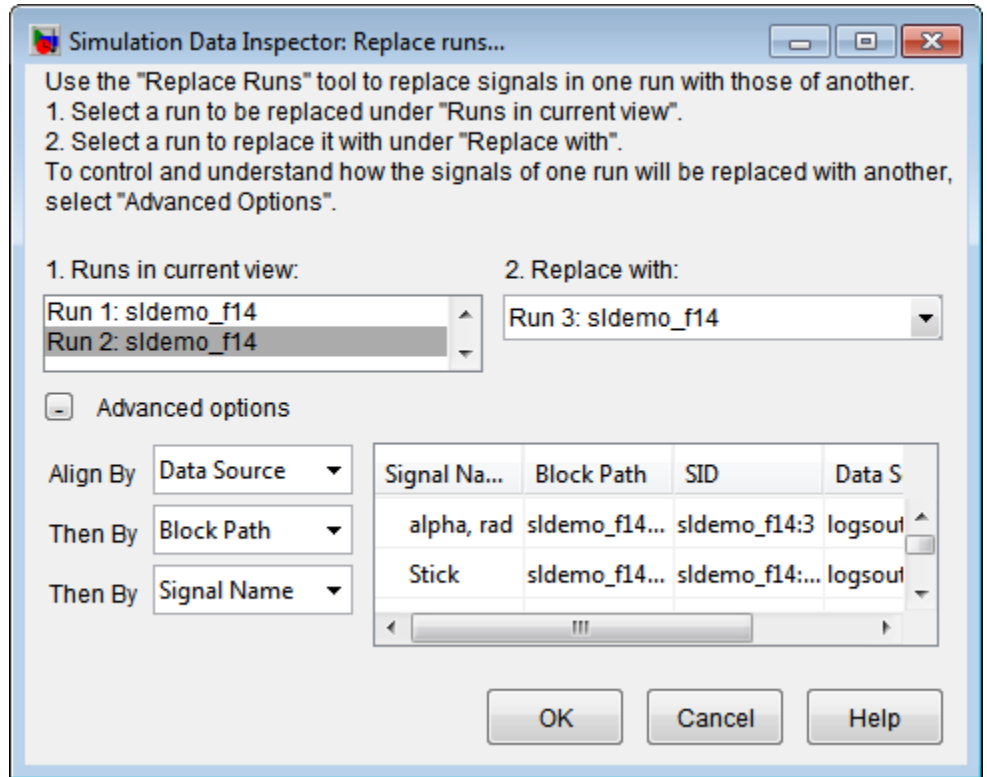 Simulation Data Inspector: Replace runs...
Use the "Replace Runs" tool to replace signals in one run with those of another.
1. Select a run to be replaced under "Runs in current view".
2. Select a run to replace it with under "Replace with".
To control and understand how the signals of one run will be replaced with another,
select "Advanced Options".
1. Runs in current view:
2. Replace with:
Run 1: sldemo_f14
Run 2: sldemo_f14
Run 3: sldemo_f14
- Advanced options
Align By Data Source
Then By Block Path
Then By Signal Name
Signal Na... Block Path SID Data S
alpha, rad sldemo_f14... sldemo_f14:3 logsout
Stick sldemo_f14... sldemo_f14:... logsout
OK Cancel Help